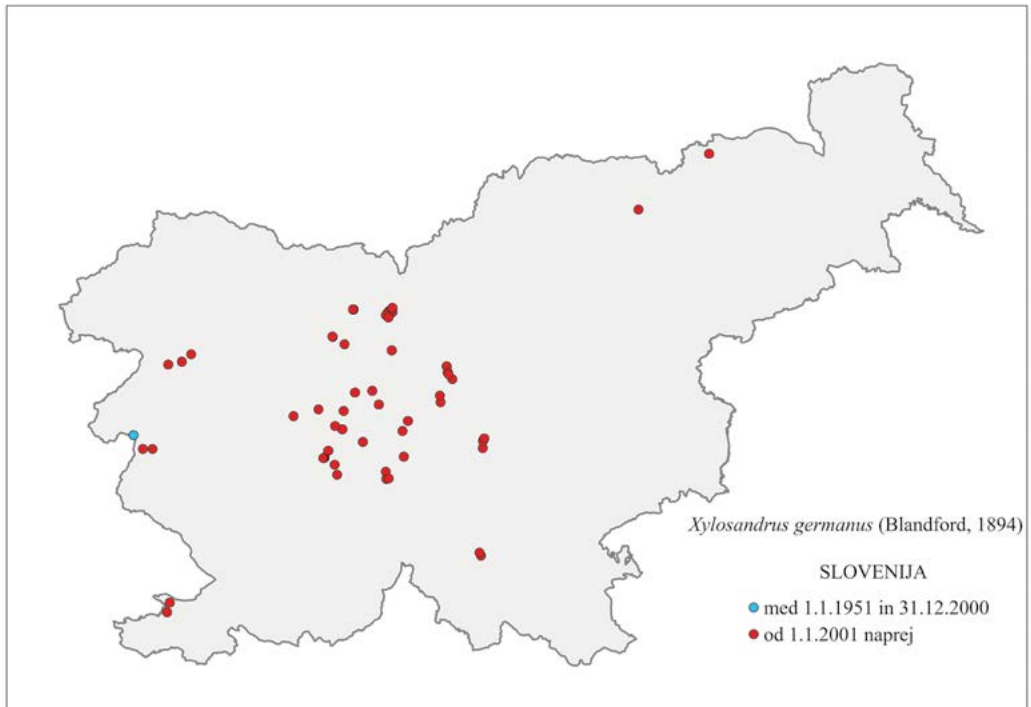 Xylosandrus germanus (Blandford, 1894)
SLOVENIJA
med 1.1.1951 in 31.12.2000
od 1.1.2001 naprej